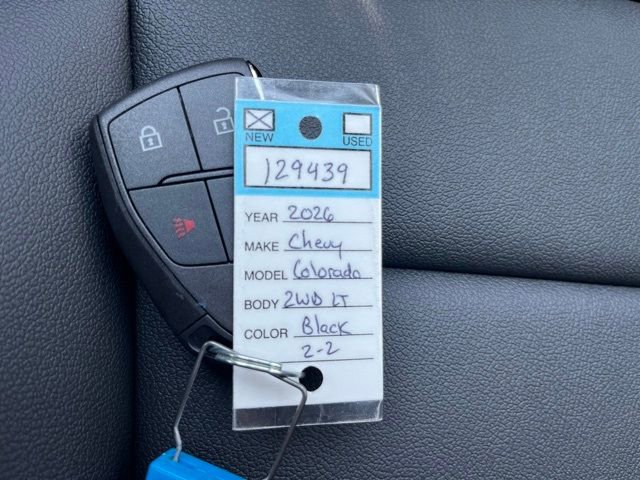 NEW USED
129439
YEAR 2026
MAKE Chevy
MODEL Colorado
BODY 2WD LT
COLOR Black
2-2